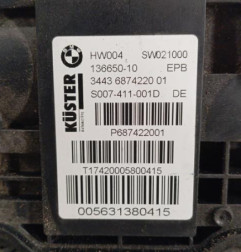 KÜSTER
HW004 SW021000
136650-10 EPB
3443 6874220 01
S007-411-001D DE
P687422001
T17420005800415
005631380415